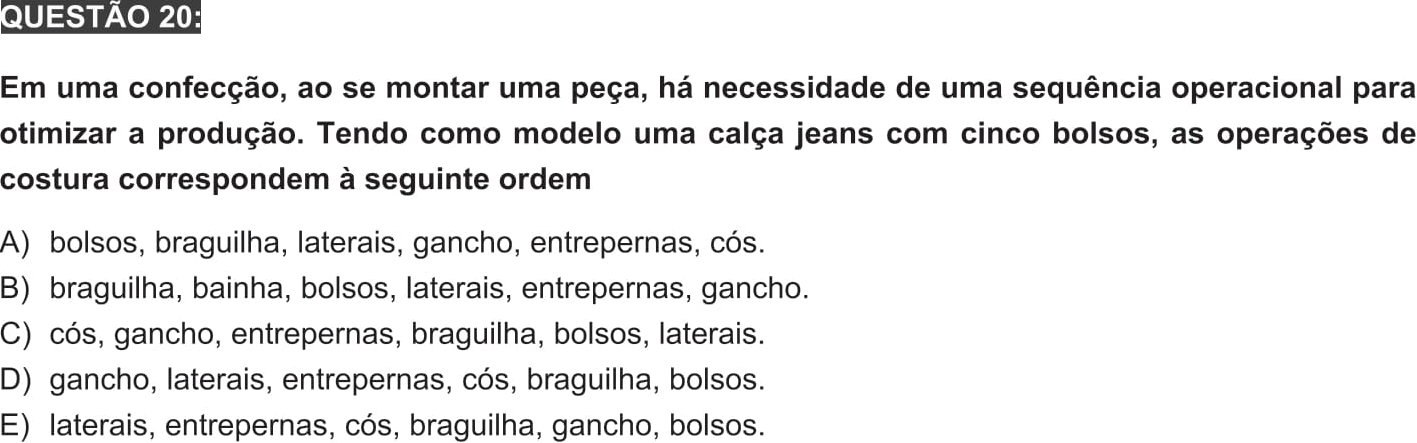 QUESTÃO 20:
Em uma confecção, ao se montar uma peça, há necessidade de uma sequência operacional para
otimizar a produção. Tendo como modelo uma calça jeans com cinco bolsos, as operações de
costura correspondem à seguinte ordem
A) bolsos, braguilha, laterais, gancho, entrepernas, cós.
B) braguilha, bainha, bolsos, laterais, entrepernas, gancho.
C) cós, gancho, entrepernas, braguilha, bolsos, laterais.
D) gancho, laterais, entrepernas, cós, braguilha, bolsos.
E) laterais, entrepernas, cós, braguilha, gancho, bolsos.